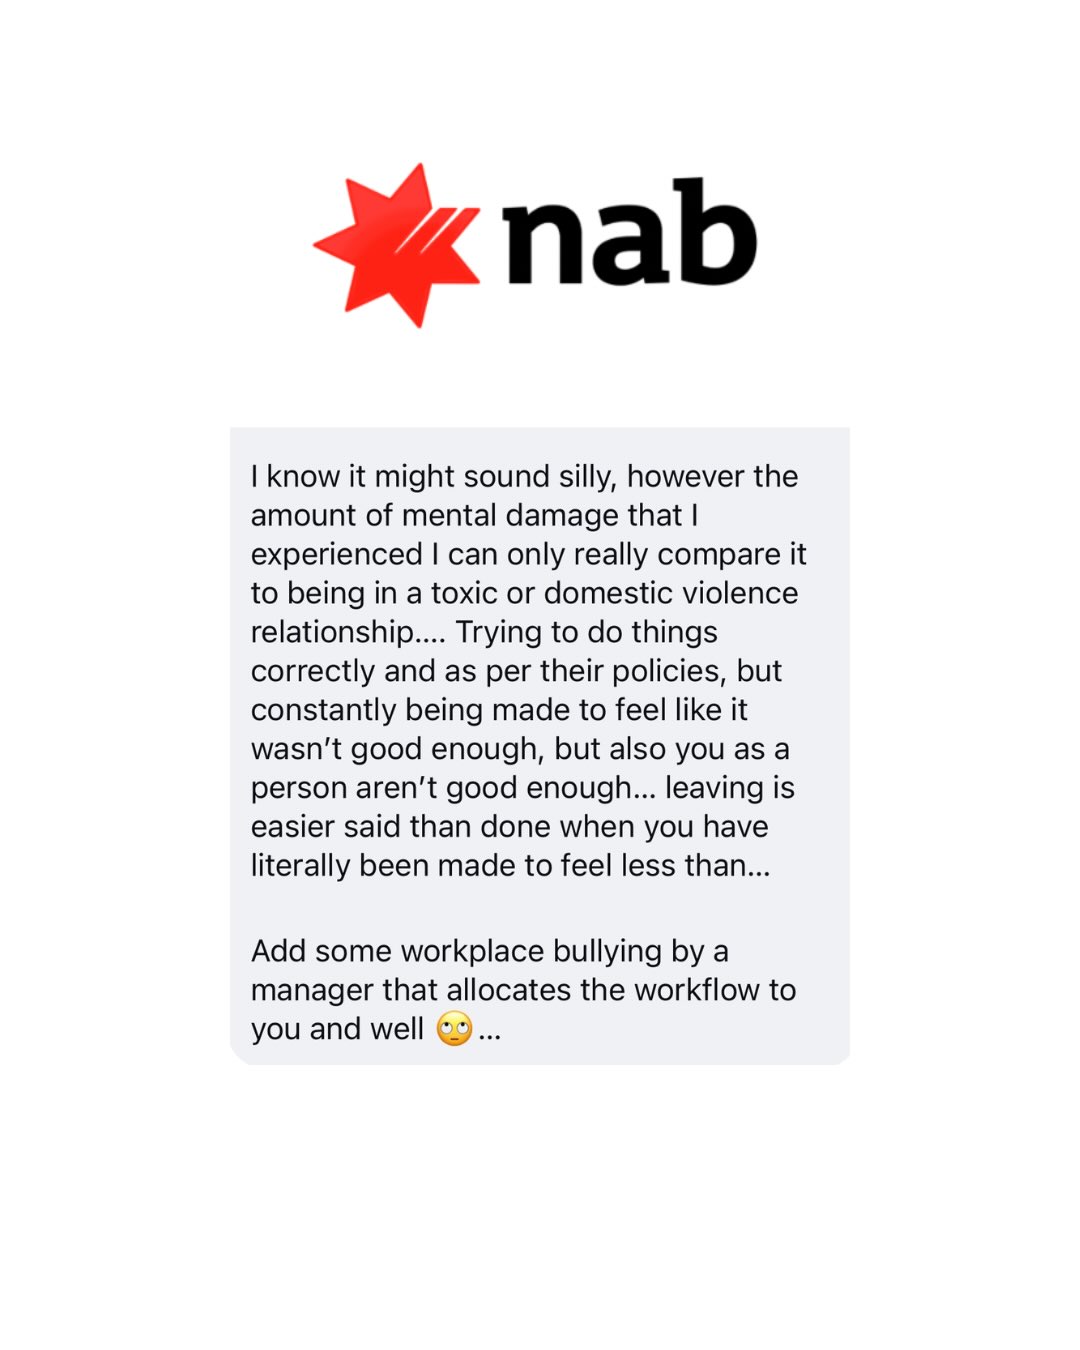 nab
I know it might sound silly, however the
amount of mental damage that I
experienced I can only really compare it
to being in a toxic or domestic violence
relationship.... Trying to do things
correctly and as per their policies, but
constantly being made to feel like it
wasn’t good enough, but also you as a
person aren’t good enough... leaving is
easier said than done when you have
literally been made to feel less than...
Add some workplace bullying by a
manager that allocates the workflow to
you and well 🙄...